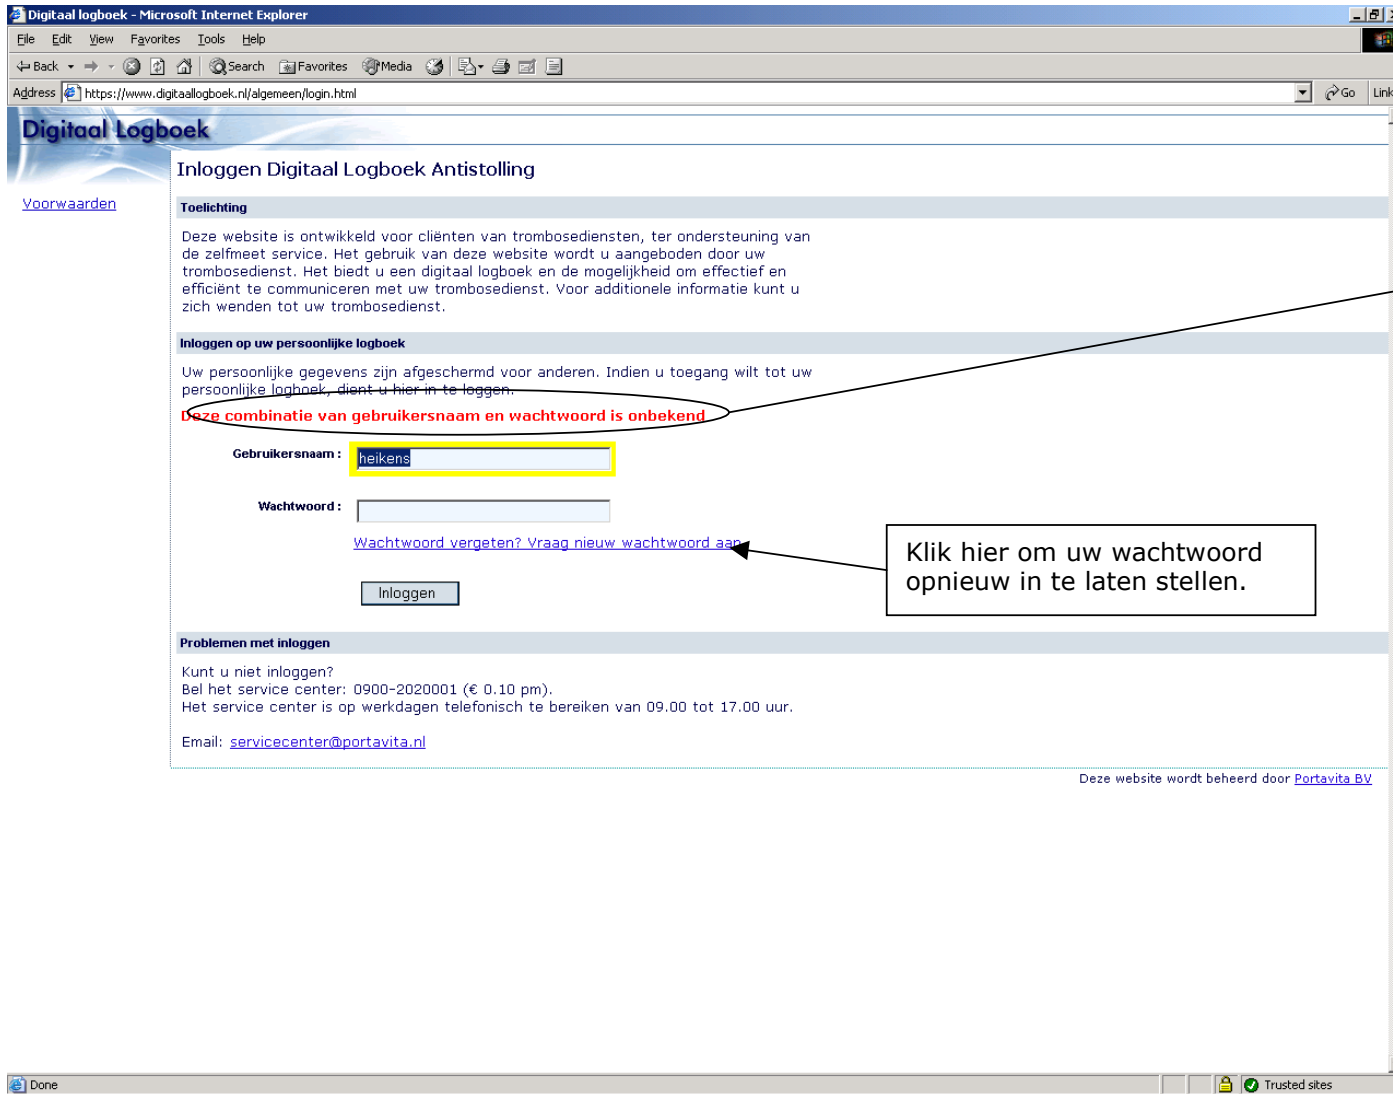 Digitaal logboek - Microsoft Internet Explorer
File Edit View Favorites Tools Help
Back Search Favorites Media
Address https://www.digitaallogboek.nl/algemeen/login.html Go
Digitaal Logboek
Inloggen Digitaal Logboek Antistolling
Voorwaarden
Toelichting
Deze website is ontwikkeld voor cliënten van trombosediensten, ter ondersteuning van
de zelfmeet service. Het gebruik van deze website wordt u aangeboden door uw
trombosedienst. Het biedt u een digitaal logboek en de mogelijkheid om effectief en
efficiënt te communiceren met uw trombosedienst. Voor additionele informatie kunt u
zich wenden tot uw trombosedienst.
Inloggen op uw persoonlijke logboek
Uw persoonlijke gegevens zijn afgeschermd voor anderen. Indien u toegang wilt tot uw
persoonlijke logboek, dient u hier in te loggen.
Deze combinatie van gebruikersnaam en wachtwoord is onbekend
Gebruikersnaam :
heikens
Wachtwoord :
Wachtwoord vergeten? Vraag nieuw wachtwoord aan
Klik hier om uw wachtwoord
opnieuw in te laten stellen.
Inloggen
Problemen met inloggen
Kunt u niet inloggen?
Bel het service center: 0900-2020001 (€ 0.10 pm).
Het service center is op werkdagen telefonisch te bereiken van 09.00 tot 17.00 uur.
Email: servicecenter@portavita.nl
Deze website wordt beheerd door Portavita BV
Done Trusted sites